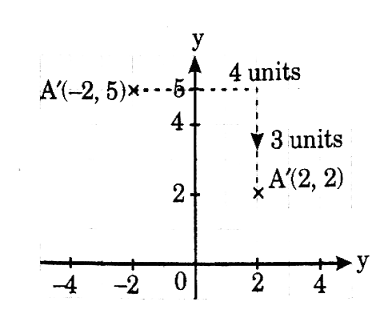 y
4 units
A′(–2, 5)
5
4
3 units
A′(2, 2)
2
y
–4 –2 0 2 4